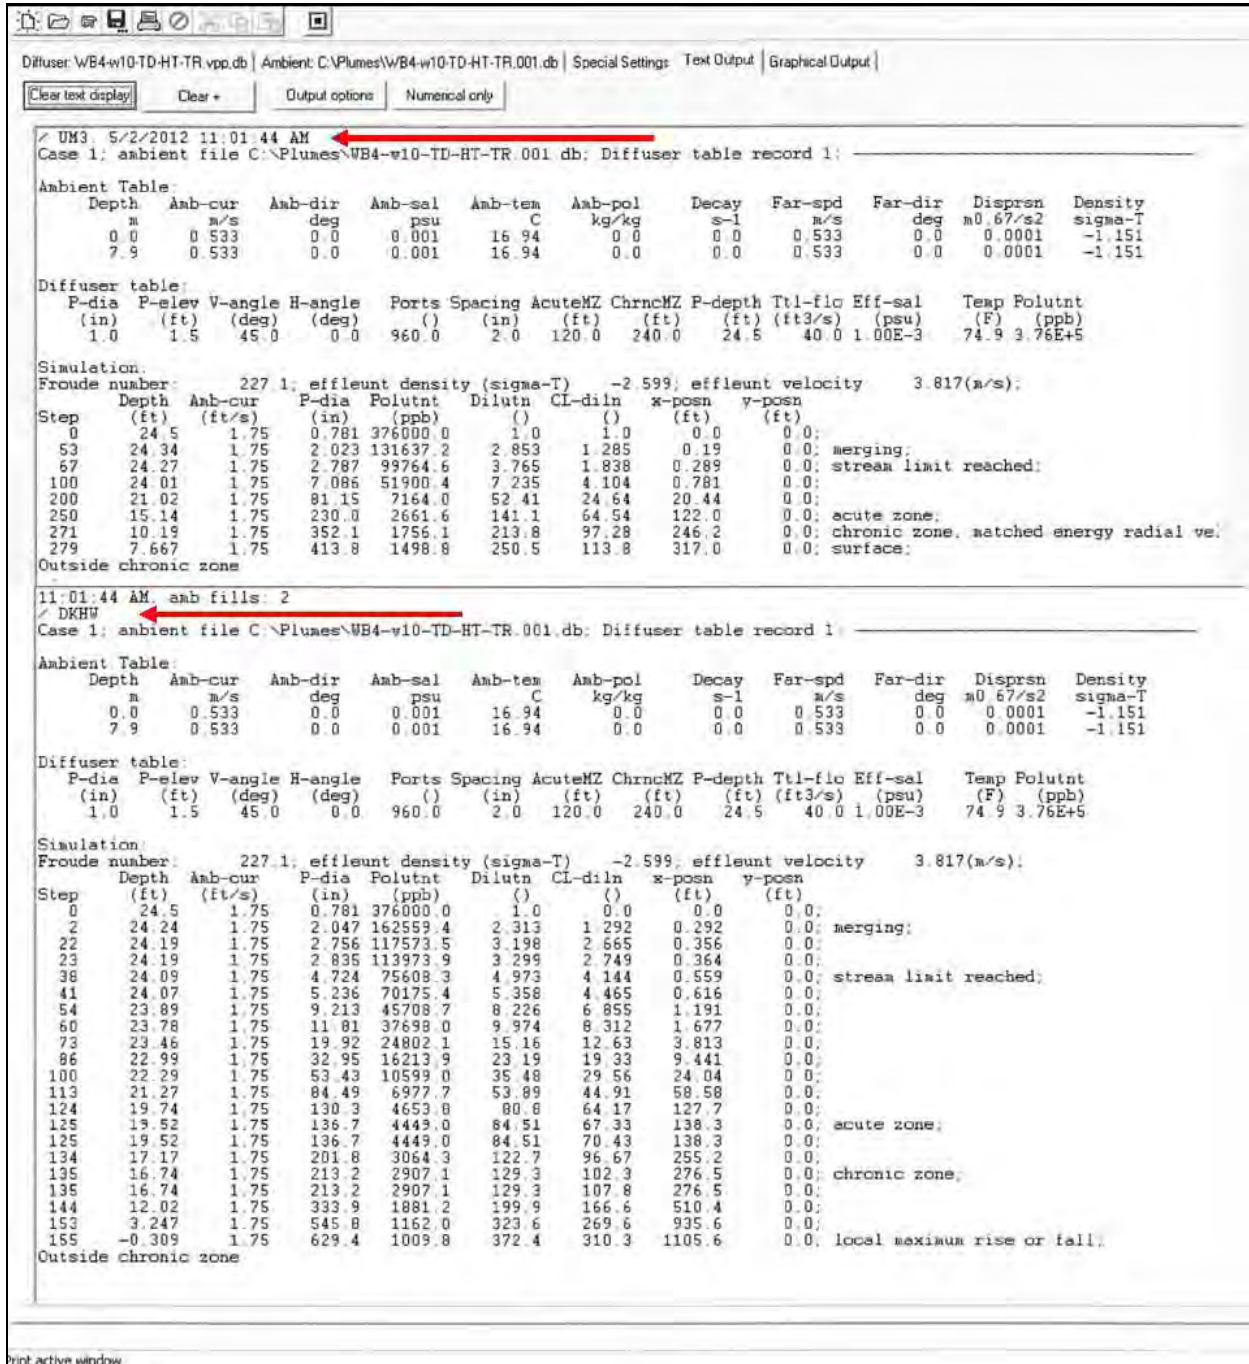 Diffuser: WB4-w10-TD-HT-TR.vpp.db | Ambient: C:\Plumes\WB4-w10-TD-HT-TR.001.db | Special Settings | Text Output | Graphical Output |
Clear text display Clear + Output options Numerical only
/ UM3. 5/2/2012 11:01:44 AM
Case 1; ambient file C:\Plumes\WB4-w10-TD-HT-TR.001.db; Diffuser table record 1: ----------------------------------
Ambient Table:
Depth Amb-cur Amb-dir Amb-sal Amb-tem Amb-pol Decay Far-spd Far-dir Disprsn Density
m m/s deg psu C kg/kg s-1 m/s deg m0.67/s2 sigma-T
0.0 0.533 0.0 0.001 16.94 0.0 0.0 0.533 0.0 0.0001 -1.151
7.9 0.533 0.0 0.001 16.94 0.0 0.0 0.533 0.0 0.0001 -1.151
Diffuser table:
P-dia P-elev V-angle H-angle Ports Spacing AcuteMZ ChrncMZ P-depth Ttl-flo Eff-sal Temp Polutnt
(in) (ft) (deg) (deg) () (in) (ft) (ft) (ft) (ft3/s) (psu) (F) (ppb)
1.0 1.5 45.0 0.0 960.0 2.0 120.0 240.0 24.5 40.0 1.00E-3 74.9 3.76E+5
Simulation:
Froude number: 227.1; effleunt density (sigma-T) -2.599; effleunt velocity 3.817(m/s);
Depth Amb-cur P-dia Polutnt Dilutn CL-diln x-posn y-posn
Step (ft) (ft/s) (in) (ppb) () () (ft) (ft)
0 24.5 1.75 0.781 376000.0 1.0 1.0 0.0 0.0;
53 24.34 1.75 2.023 131637.2 2.853 1.285 0.19 0.0; merging;
67 24.27 1.75 2.787 99764.6 3.765 1.838 0.289 0.0; stream limit reached;
100 24.01 1.75 7.086 51900.4 7.235 4.104 0.781 0.0;
200 21.02 1.75 81.15 7164.0 52.41 24.64 20.44 0.0;
250 15.14 1.75 230.0 2661.6 141.1 64.54 122.0 0.0; acute zone;
271 10.19 1.75 352.1 1756.1 213.8 97.28 246.2 0.0; chronic zone, matched energy radial ve
279 7.667 1.75 413.8 1498.8 250.5 113.8 317.0 0.0; surface;
Outside chronic zone
11:01:44 AM. amb fills: 2
/ DKHW
Case 1; ambient file C:\Plumes\WB4-w10-TD-HT-TR.001.db; Diffuser table record 1: ----------------------------------
Ambient Table:
Depth Amb-cur Amb-dir Amb-sal Amb-tem Amb-pol Decay Far-spd Far-dir Disprsn Density
m m/s deg psu C kg/kg s-1 m/s deg m0.67/s2 sigma-T
0.0 0.533 0.0 0.001 16.94 0.0 0.0 0.533 0.0 0.0001 -1.151
7.9 0.533 0.0 0.001 16.94 0.0 0.0 0.533 0.0 0.0001 -1.151
Diffuser table:
P-dia P-elev V-angle H-angle Ports Spacing AcuteMZ ChrncMZ P-depth Ttl-flo Eff-sal Temp Polutnt
(in) (ft) (deg) (deg) () (in) (ft) (ft) (ft) (ft3/s) (psu) (F) (ppb)
1.0 1.5 45.0 0.0 960.0 2.0 120.0 240.0 24.5 40.0 1.00E-3 74.9 3.76E+5
Simulation:
Froude number: 227.1; effleunt density (sigma-T) -2.599; effleunt velocity 3.817(m/s);
Depth Amb-cur P-dia Polutnt Dilutn CL-diln x-posn y-posn
Step (ft) (ft/s) (in) (ppb) () () (ft) (ft)
0 24.5 1.75 0.781 376000.0 1.0 0.0 0.0 0.0;
2 24.24 1.75 2.047 162559.4 2.313 1.292 0.292 0.0; merging;
22 24.19 1.75 2.756 117573.5 3.198 2.665 0.356 0.0;
23 24.19 1.75 2.835 113973.9 3.299 2.749 0.364 0.0;
38 24.09 1.75 4.724 75608.3 4.973 4.144 0.559 0.0; stream limit reached;
41 24.07 1.75 5.236 70175.4 5.358 4.465 0.616 0.0;
54 23.89 1.75 9.213 45708.7 8.226 6.855 1.191 0.0;
60 23.78 1.75 11.81 37698.0 9.974 8.312 1.677 0.0;
73 23.46 1.75 19.92 24802.1 15.16 12.63 3.813 0.0;
86 22.99 1.75 32.95 16213.9 23.19 19.33 9.441 0.0;
100 22.29 1.75 53.43 10599.0 35.48 29.56 24.04 0.0;
113 21.27 1.75 84.49 6977.7 53.89 44.91 58.58 0.0;
124 19.74 1.75 130.3 4653.8 80.8 64.17 127.7 0.0;
125 19.52 1.75 136.7 4449.0 84.51 67.33 138.3 0.0; acute zone;
125 19.52 1.75 136.7 4449.0 84.51 70.43 138.3 0.0;
134 17.17 1.75 201.8 3064.3 122.7 96.67 255.2 0.0;
135 16.74 1.75 213.2 2907.1 129.3 102.3 276.5 0.0; chronic zone;
135 16.74 1.75 213.2 2907.1 129.3 107.8 276.5 0.0;
144 12.02 1.75 333.9 1881.2 199.9 166.6 510.4 0.0;
153 3.247 1.75 545.8 1162.0 323.6 269.6 935.6 0.0;
155 -0.309 1.75 629.4 1009.8 372.4 310.3 1105.6 0.0; local maximum rise or fall;
Outside chronic zone
Print active window